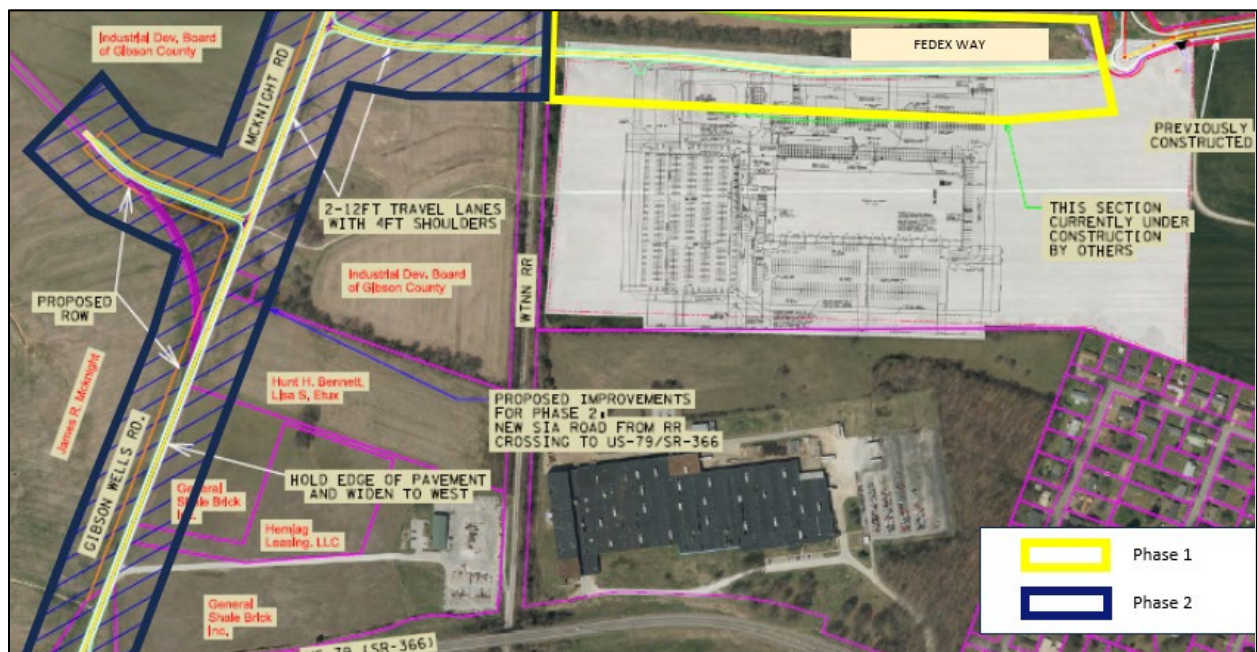 Industrial Dev. Board
of Gibson County
MCKNIGHT RD
FEDEX WAY
PREVIOUSLY
CONSTRUCTED
2-12FT TRAVEL LANES
WITH 4FT SHOULDERS
THIS SECTION
CURRENTLY UNDER
CONSTRUCTION
BY OTHERS
Industrial Dev. Board
of Gibson County
WTNN RR
PROPOSED
ROW
James R. Mcknight
Hunt H. Bennett,
Lisa S, Etux
PROPOSED IMPROVEMENTS
FOR PHASE 2:
NEW SIA ROAD FROM RR
CROSSING TO US-79/SR-366
HOLD EDGE OF PAVEMENT
AND WIDEN TO WEST
GIBSON WELLS RD.
General
Shale Brick
Inc.
Hemjag
Leasing, LLC
General
Shale Brick
Inc,
(SR-366)
Phase 1
Phase 2